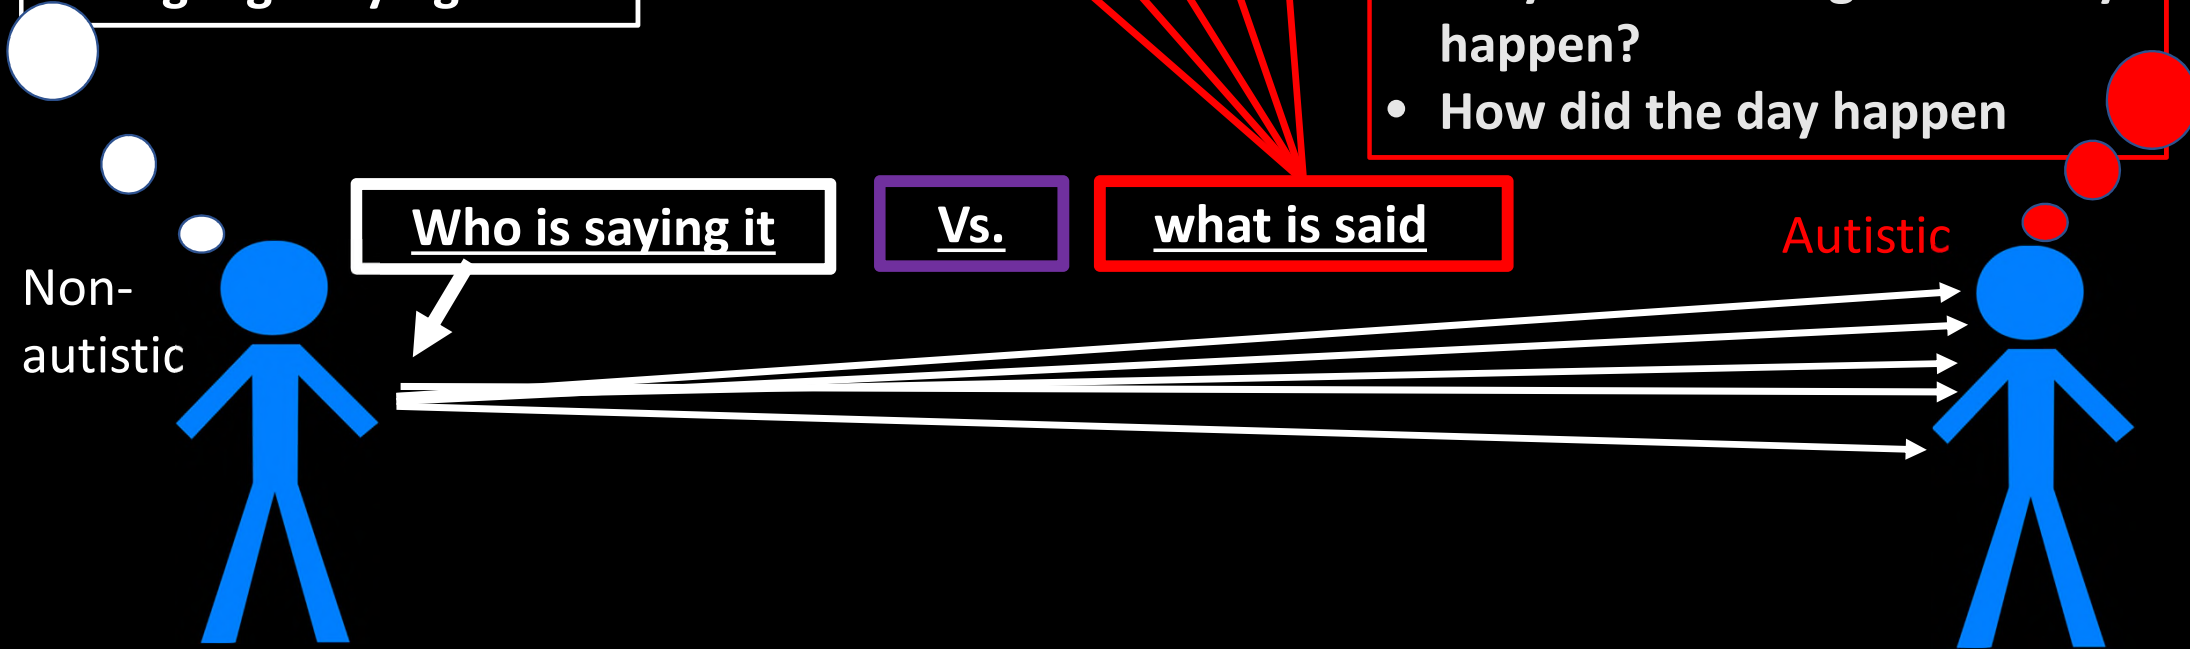 happen?
• How did the day happen
Who is saying it
Vs.
what is said
Autistic
Non-
autistic